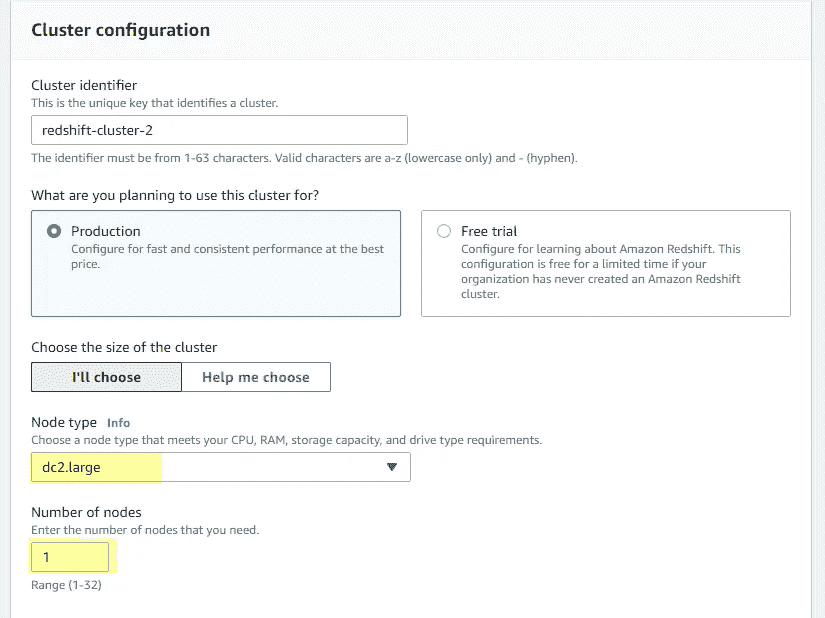 Cluster configuration
Cluster identifier
This is the unique key that identifies a cluster.
redshift-cluster-2
The identifier must be from 1-63 characters. Valid characters are a-z (lowercase only) and - (hyphen).
What are you planning to use this cluster for?
Production
Configure for fast and consistent performance at the best
price.
Free trial
Configure for learning about Amazon Redshift. This
configuration is free for a limited time if your
organization has never created an Amazon Redshift
cluster.
Choose the size of the cluster
I'll choose
Help me choose
Node type Info
Choose a node type that meets your CPU, RAM, storage capacity, and drive type requirements.
dc2.large
Number of nodes
Enter the number of nodes that you need.
1
Range (1-32)